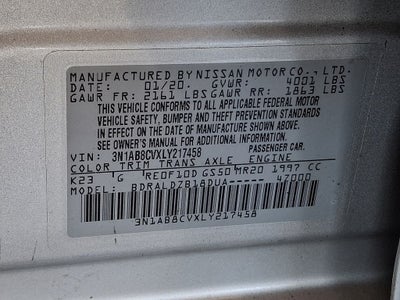 MANUFACTURED BY NISSAN MOTOR CO., LTD.
DATE: 01/20. GVWR: 4001 LBS
GAWR FR: 2161 LBS GAWR RR: 1863 LBS
THIS VEHICLE CONFORMS TO ALL APPLICABLE FEDERAL MOTOR
VEHICLE SAFETY, BUMPER AND THEFT PREVENTION STANDARDS
IN EFFECT ON THE DATE OF MANUFACTURE SHOWN ABOVE.
SEE OWNER'S MANUAL FOR ADDITIONAL INFORMATION.
VIN: 3N1AB8CVXLY217458 PASSENGER CAR.
COLOR TRIM TRANS AXLE ENGINE
K23 G RE0F10D GS50 MR20 1997 CC
MODEL: BDRALDZB18DUA----- 47000
3N1AB8CVXLY217458